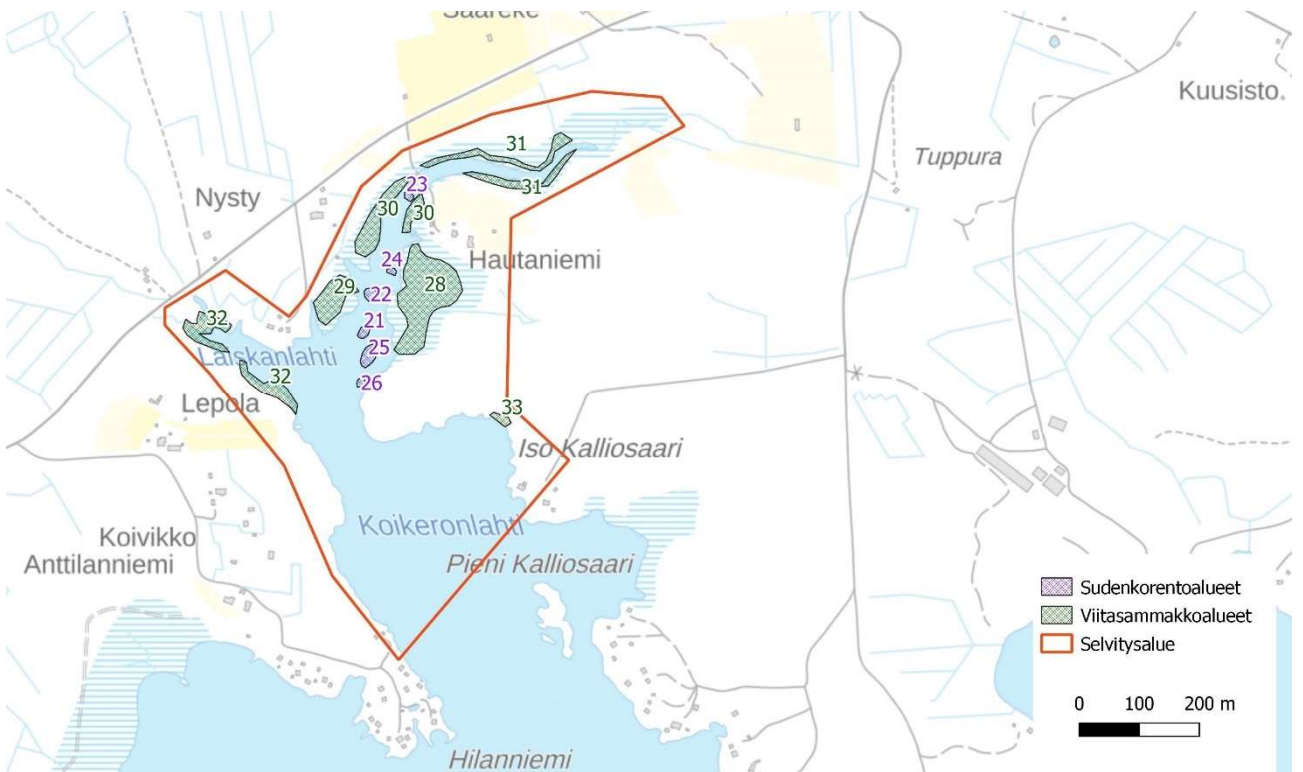 Saareke
Kuusisto.
Tuppura
31
31
23
Nysty
30
30
Hautaniemi
24
28
29
22
21
32
25
Laiskanlahti
26
32
Lepola
33
Iso Kalliosaari
Koikeronlahti
Koivikko
Anttilanniemi
Pieni Kalliosaari
Sudenkorentoalueet
Viitasammakkoalueet
Selvitysalue
0 100 200 m
Hilanniemi